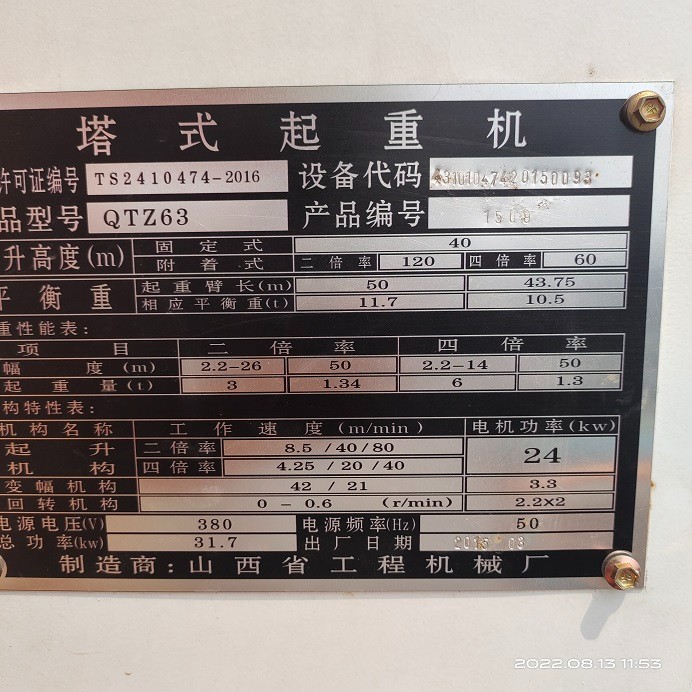 塔式起重机
许可证编号 TS2410474-2016 设备代码 43101047420150093
品型号 QTZ63 产品编号 1509
升高度(m) 固定式 40
附着式 二倍率 120 四倍率 60
平衡重 起重臂长(m) 50 43.75
相应平衡重(t) 11.7 10.5
重性能表:
项目 二倍率 四倍率
幅度(m) 2.2-26 50 2.2-14 50
起重量(t) 3 1.34 6 1.3
构特性表:
机构名称 工作速度(m/min) 电机功率(kw)
起升 二倍率 8.5/40/80 24
机构 四倍率 4.25/20/40
变幅机构 42/21 3.3
回转机构 0-0.6 (r/min) 2.2X2
电源电压(V) 380 电源频率(Hz) 50
总功率(kw) 31.7 出厂日期 2015 03
制造商:山西省工程机械厂
2022.08.13 11:53